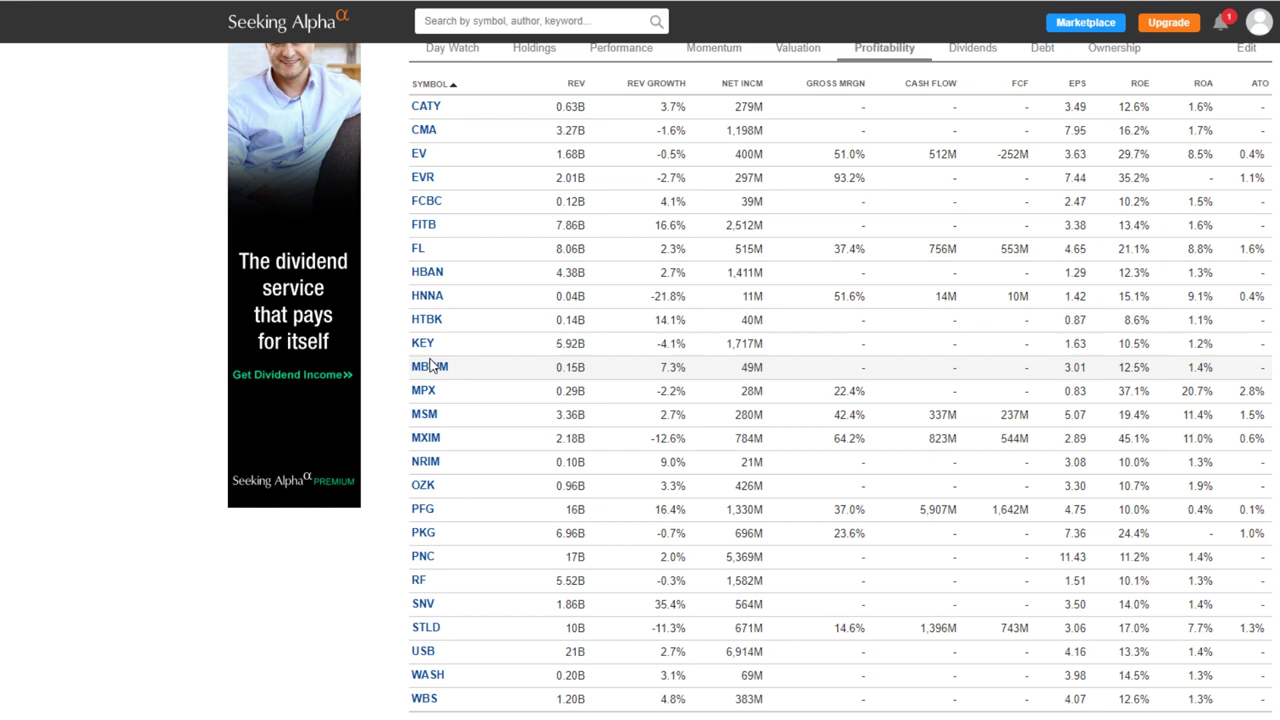 Seeking Alpha α
Search by symbol, author, keyword...
Marketplace
Upgrade
1
Day Watch Holdings Performance Momentum Valuation Profitability Dividends Debt Ownership Edit
SYMBOL REV REV GROWTH NET INCM GROSS MRGN CASH FLOW FCF EPS ROE ROA ATO
CATY 0.63B 3.7% 279M - - - 3.49 12.6% 1.6% -
CMA 3.27B -1.6% 1,198M - - - 7.95 16.2% 1.7% -
EV 1.68B -0.5% 400M 51.0% 512M -252M 3.63 29.7% 8.5% 0.4%
EVR 2.01B -2.7% 297M 93.2% - - 7.44 35.2% - 1.1%
FCBC 0.12B 4.1% 39M - - - 2.47 10.2% 1.5% -
FITB 7.86B 16.6% 2,512M - - - 3.38 13.4% 1.6% -
FL 8.06B 2.3% 515M 37.4% 756M 553M 4.65 21.1% 8.8% 1.6%
HBAN 4.38B 2.7% 1,411M - - - 1.29 12.3% 1.3% -
HNNA 0.04B -21.8% 11M 51.6% 14M 10M 1.42 15.1% 9.1% 0.4%
HTBK 0.14B 14.1% 40M - - - 0.87 8.6% 1.1% -
KEY 5.92B -4.1% 1,717M - - - 1.63 10.5% 1.2% -
0.15B 7.3% 49M - - - 3.01 12.5% 1.4% -
MPX 0.29B -2.2% 28M 22.4% - - 0.83 37.1% 20.7% 2.8%
MSM 3.36B 2.7% 280M 42.4% 337M 237M 5.07 19.4% 11.4% 1.5%
MXIM 2.18B -12.6% 784M 64.2% 823M 544M 2.89 45.1% 11.0% 0.6%
NRIM 0.10B 9.0% 21M - - - 3.08 10.0% 1.3% -
OZK 0.96B 3.3% 426M - - - 3.30 10.7% 1.9% -
PFG 16B 16.4% 1,330M 37.0% 5,907M 1,642M 4.75 10.0% 0.4% 0.1%
PKG 6.96B -0.7% 696M 23.6% - - 7.36 24.4% - 1.0%
PNC 17B 2.0% 5,369M - - - 11.43 11.2% 1.4% -
RF 5.52B -0.3% 1,582M - - - 1.51 10.1% 1.3% -
SNV 1.86B 35.4% 564M - - - 3.50 14.0% 1.4% -
STLD 10B -11.3% 671M 14.6% 1,396M 743M 3.06 17.0% 7.7% 1.3%
USB 21B 2.7% 6,914M - - - 4.16 13.3% 1.4% -
WASH 0.20B 3.1% 69M - - - 3.98 14.5% 1.3% -
WBS 1.20B 4.8% 383M - - - 4.07 12.6% 1.3% -
The dividend
service
that pays
for itself
Get Dividend Income»
Seeking Alpha α PREMIUM